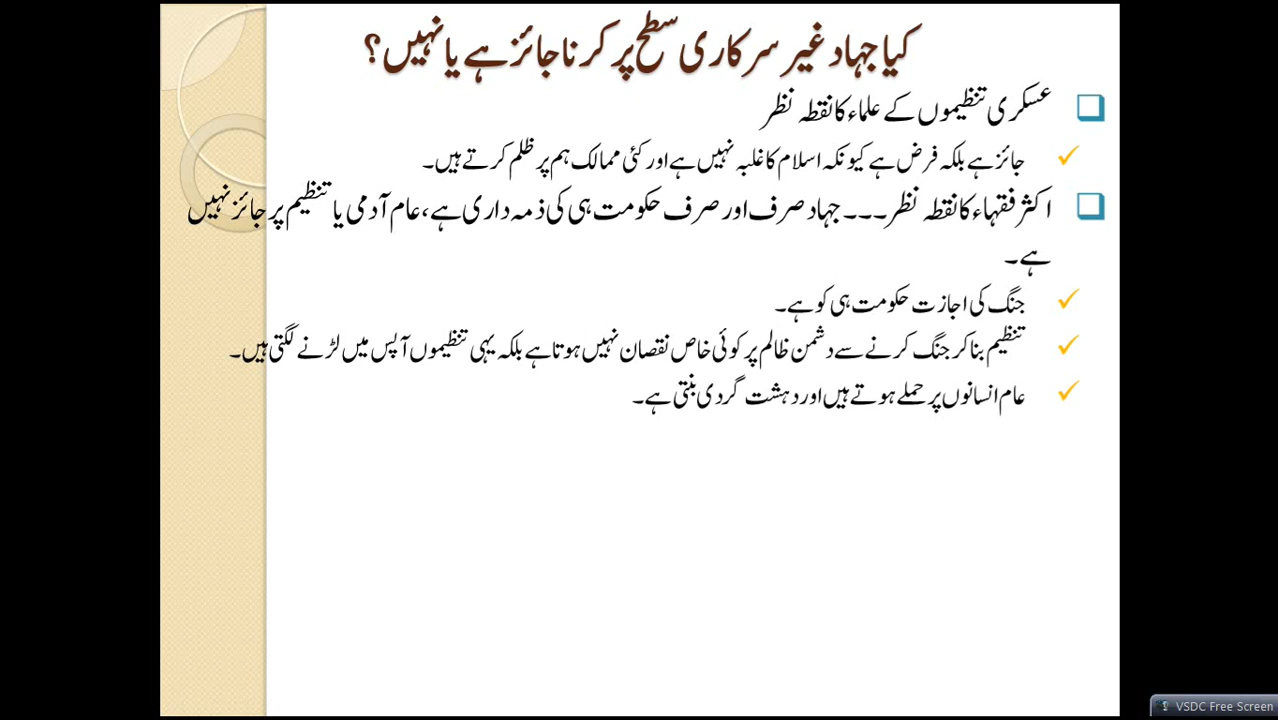 کیا جہاد غیر سرکاری سطح پر کرنا جائز ہے یا نہیں؟
عسکری تنظیموں کے علماء کا نقطہ نظر
جائز ہے بلکہ فرض ہے کیونکہ اسلام کا غلبہ نہیں ہے اور کئی ممالک ہم پر ظلم کرتے ہیں۔
اکثر فقہاء کا نقطہ نظر۔۔۔ جہاد صرف اور صرف حکومت ہی کی ذمہ داری ہے، عام آدمی یا تنظیم پر جائز نہیں
ہے۔
جنگ کی اجازت حکومت ہی کو ہے۔
تنظیم بنا کر جنگ کرنے سے دشمن ظالم پر کوئی خاص نقصان نہیں ہوتا ہے بلکہ یہی تنظیموں آپس میں لڑنے لگتی ہیں۔
عام انسانوں پر حملے ہوتے ہیں اور دہشت گردی بنتی ہے۔
VSDC Free Screen